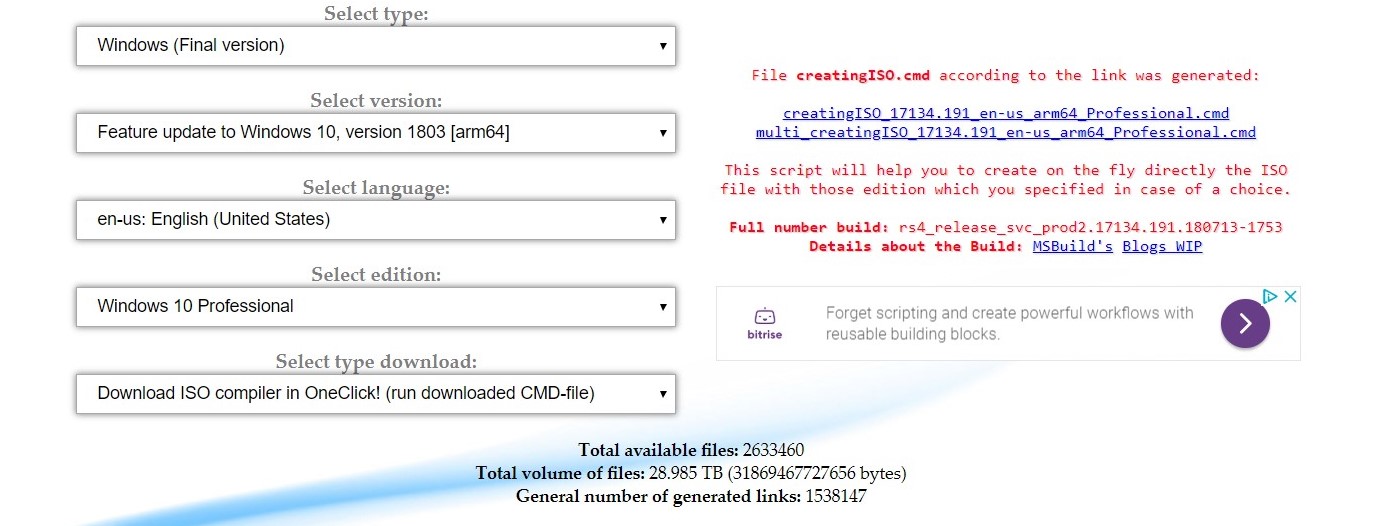 Select type:
Windows (Final version)
Select version:
Feature update to Windows 10, version 1803 [arm64]
Select language:
en-us: English (United States)
Select edition:
Windows 10 Professional
Select type download:
Download ISO compiler in OneClick! (run downloaded CMD-file)
File creatingISO.cmd according to the link was generated:
creatingISO_17134.191_en-us_arm64_Professional.cmd
multi_creatingISO_17134.191_en-us_arm64_Professional.cmd
This script will help you to create on the fly directly the ISO
file with those edition which you specified in case of a choice.
Full number build: rs4_release_svc_prod2.17134.191.180713-1753
Details about the Build: MSBuild's Blogs WIP
bitrise
Forget scripting and create powerful workflows with
reusable building blocks.
Total available files: 2633460
Total volume of files: 28.985 TB (31869467727656 bytes)
General number of generated links: 1538147